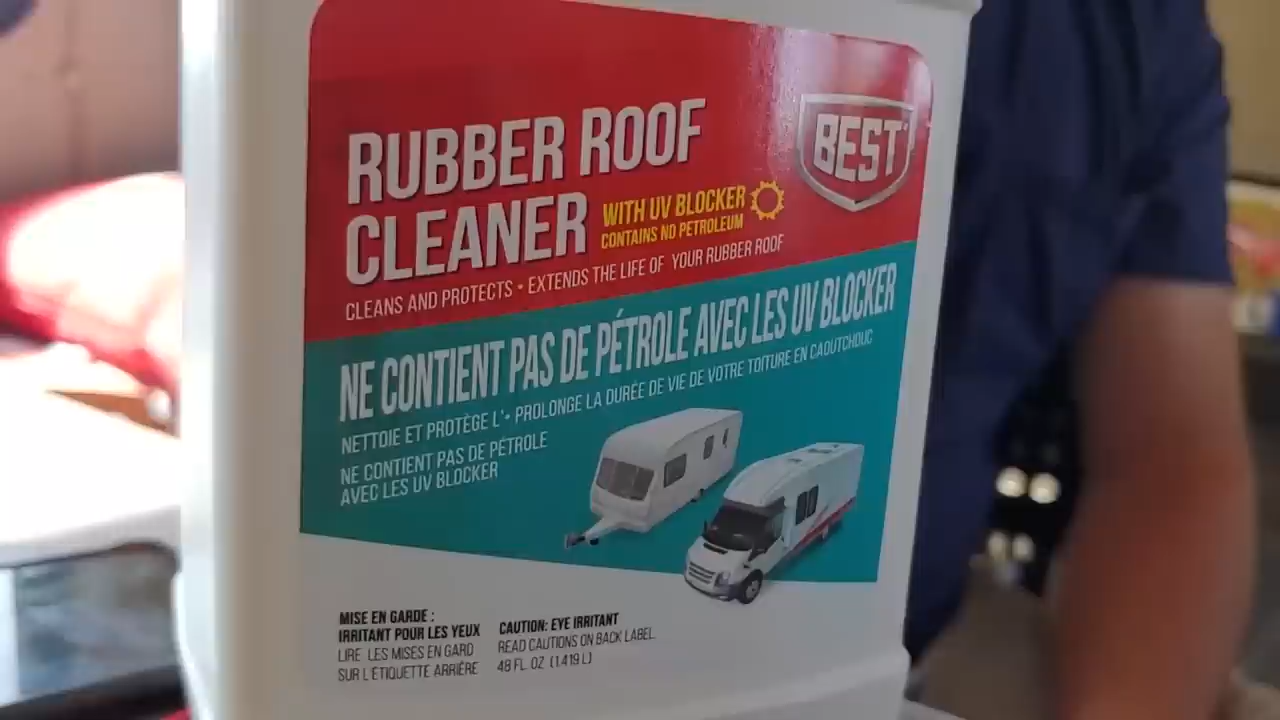 BEST
RUBBER ROOF
CLEANER
WITH UV BLOCKER
CONTAINS NO PETROLEUM
CLEANS AND PROTECTS • EXTENDS THE LIFE OF YOUR RUBBER ROOF
NE CONTIENT PAS DE PÉTROLE AVEC LES UV BLOCKER
NETTOIE ET PROTÈGE L'• PROLONGE LA DURÉE DE VIE DE VOTRE TOITURE EN CAOUTCHOUC
NE CONTIENT PAS DE PÉTROLE
AVEC LES UV BLOCKER
MISE EN GARDE :
IRRITANT POUR LES YEUX
LIRE LES MISES EN GARD
SUR L'ÉTIQUETTE ARRIÈRE
CAUTION: EYE IRRITANT
READ CAUTIONS ON BACK LABEL.
48 FL. OZ. (1.419 L)